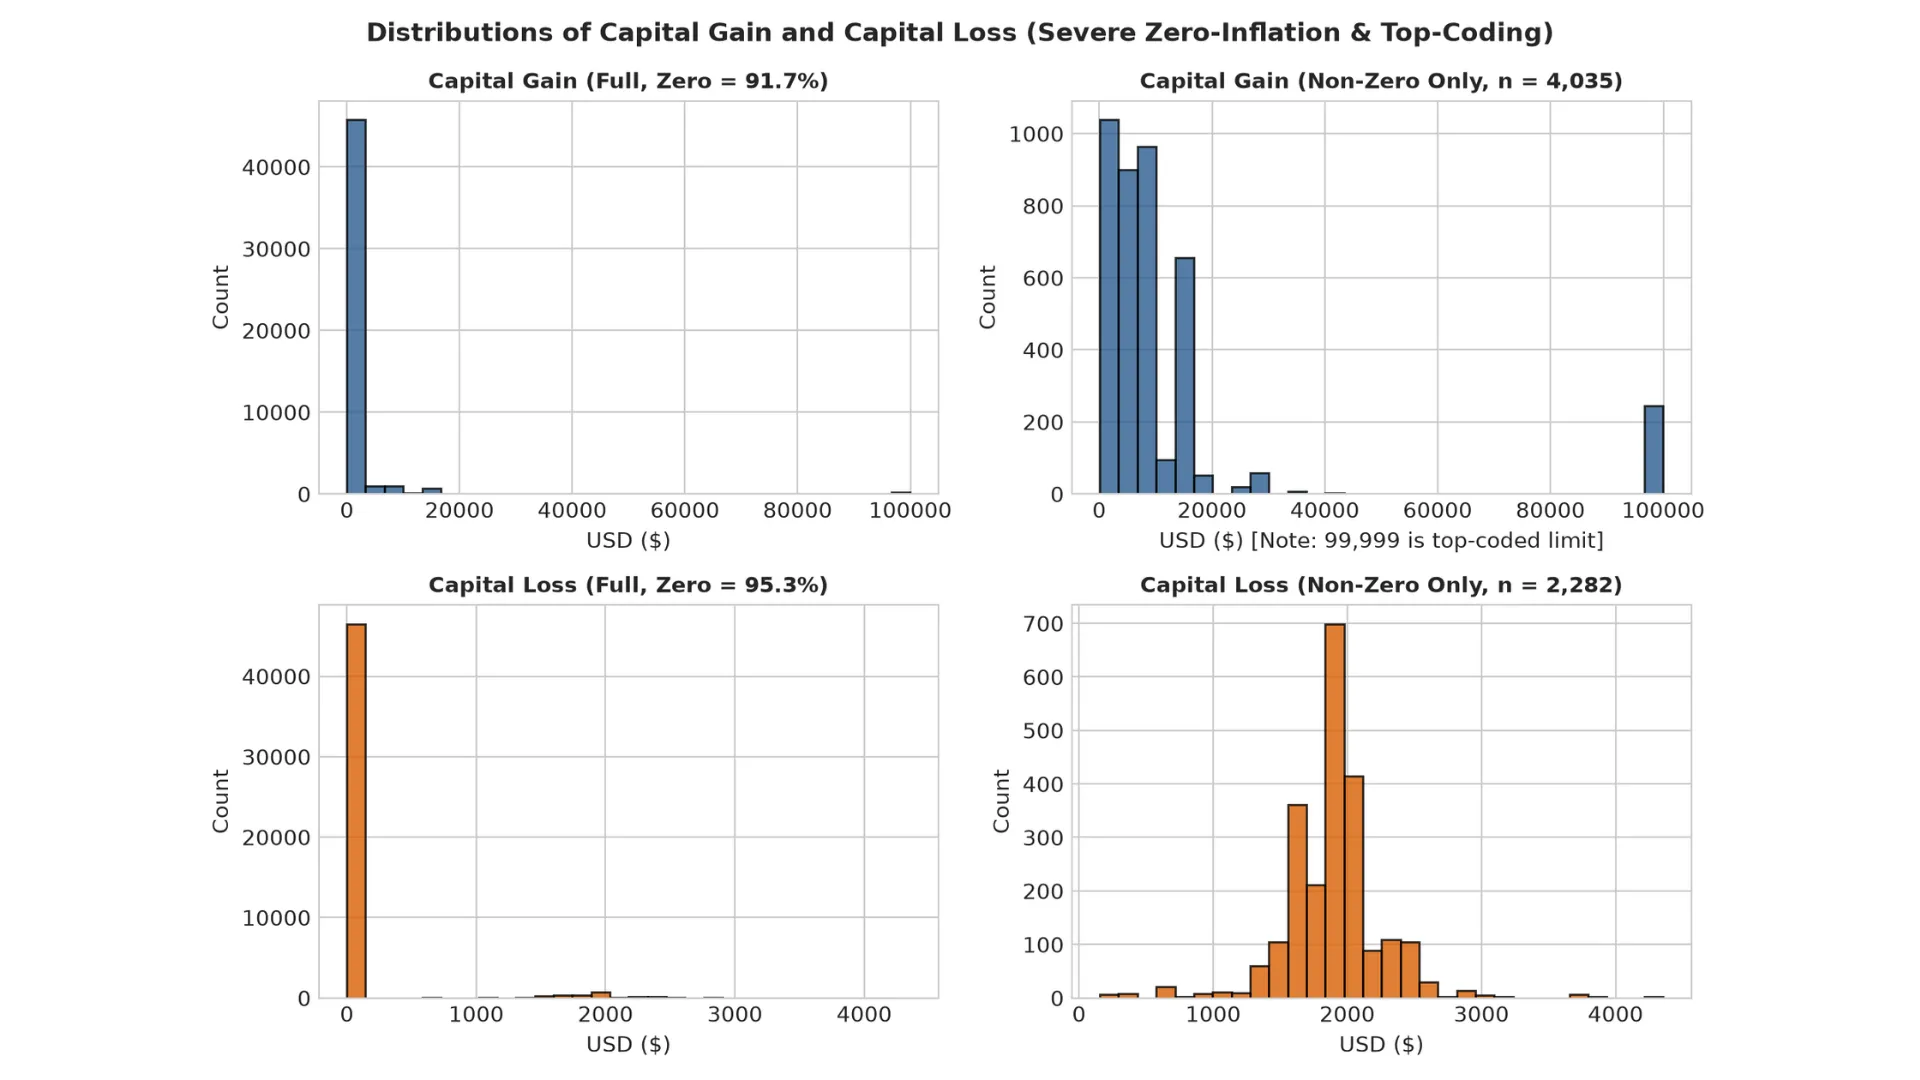 Distributions of Capital Gain and Capital Loss (Severe Zero-Inflation & Top-Coding)
Capital Gain (Full, Zero = 91.7%)
Count
40000
30000
20000
10000
0
0 20000 40000 60000 80000 100000
USD ($)
Capital Gain (Non-Zero Only, n = 4,035)
Count
1000
800
600
400
200
0
0 20000 40000 60000 80000 100000
USD ($) [Note: 99,999 is top-coded limit]
Capital Loss (Full, Zero = 95.3%)
Count
40000
30000
20000
10000
0
0 1000 2000 3000 4000
USD ($)
Capital Loss (Non-Zero Only, n = 2,282)
Count
700
600
500
400
300
200
100
0
0 1000 2000 3000 4000
USD ($)